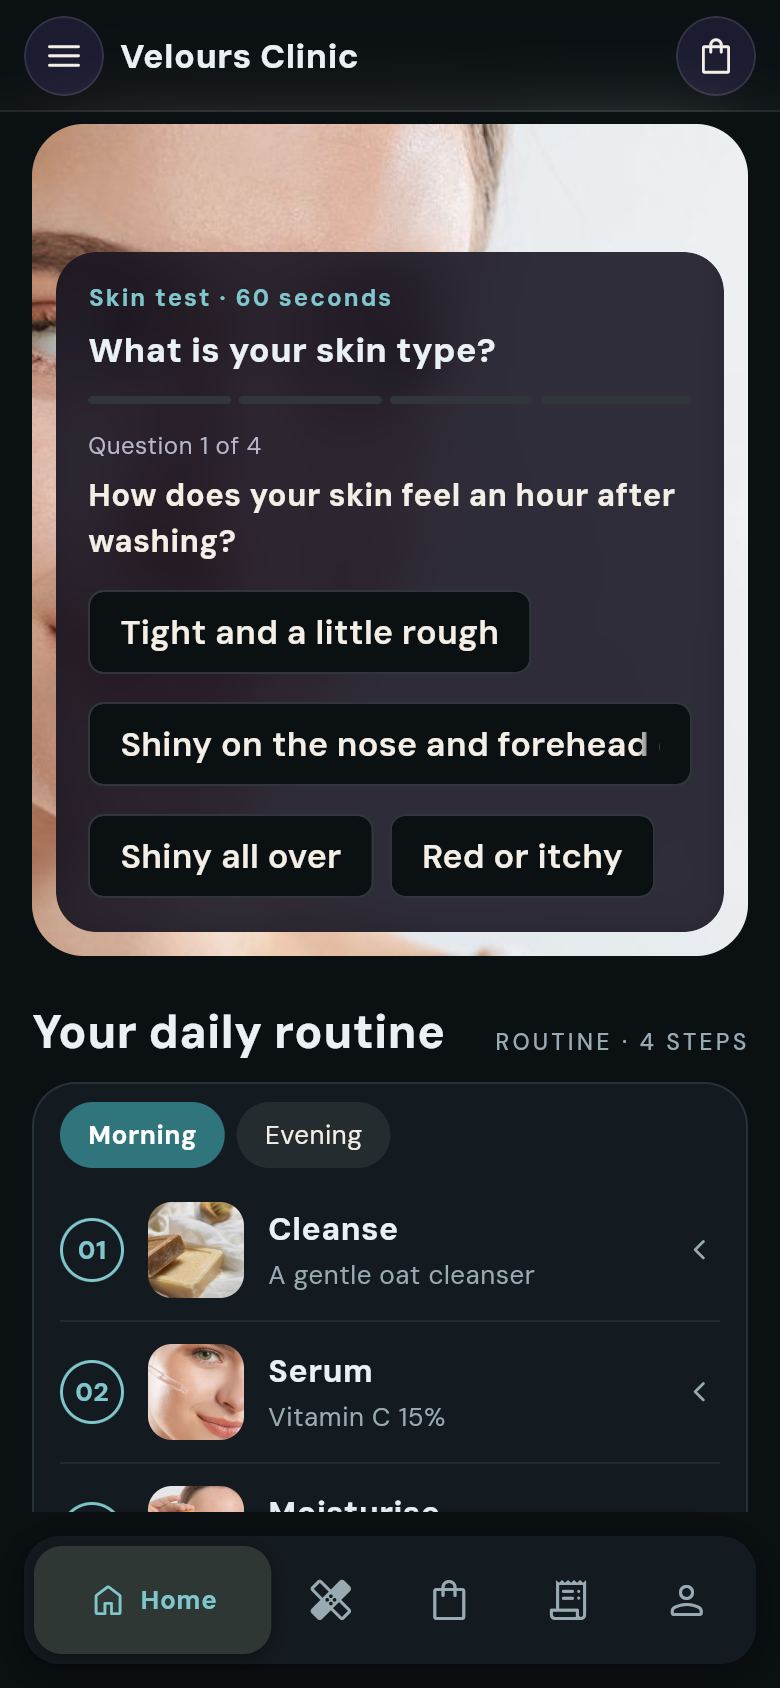 Velours Clinic
Skin test · 60 seconds
What is your skin type?
Question 1 of 4
How does your skin feel an hour after
washing?
Tight and a little rough
Shiny on the nose and forehead
Shiny all over
Red or itchy
Your daily routine
ROUTINE · 4 STEPS
Morning
Evening
01
Cleanse
A gentle oat cleanser
02
Serum
Vitamin C 15%
Moisturise
Home